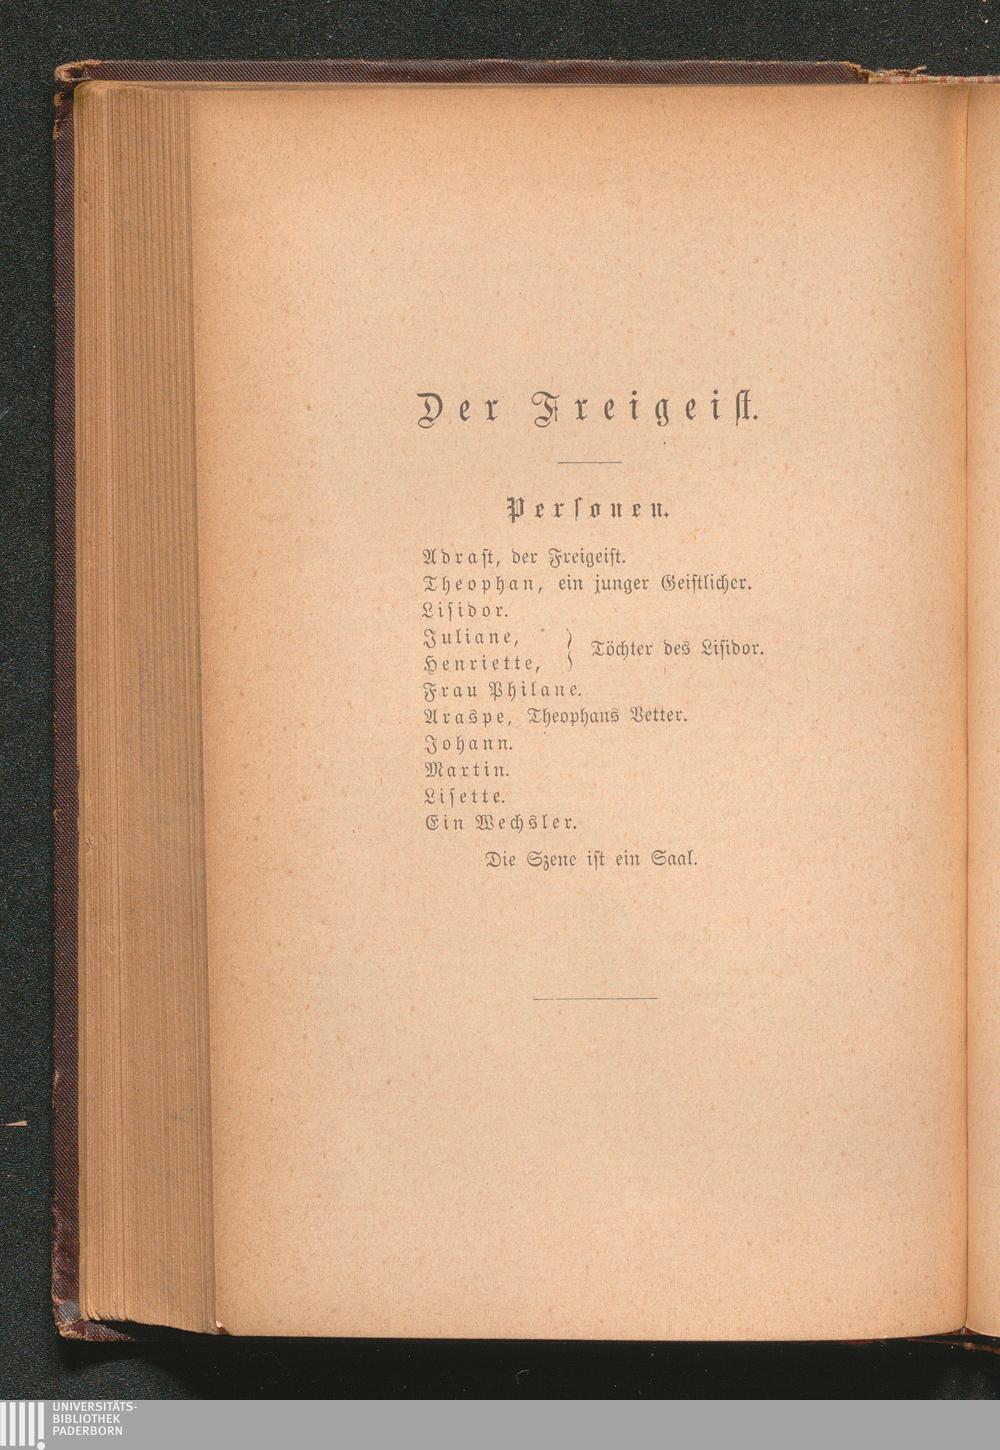 Der Freigeist.
Personen.
Adrast, der Freigeist.
Theophan, ein junger Geistlicher.
Lisidor.
Juliane,
Henriette,
} Töchter des Lisidor.
Frau Philane.
Araspe, Theophans Vetter.
Johann.
Martin.
Lisette.
Ein Wechsler.
Die Szene ist ein Saal.
UNIVERSITÄTS-
BIBLIOTHEK
PADERBORN